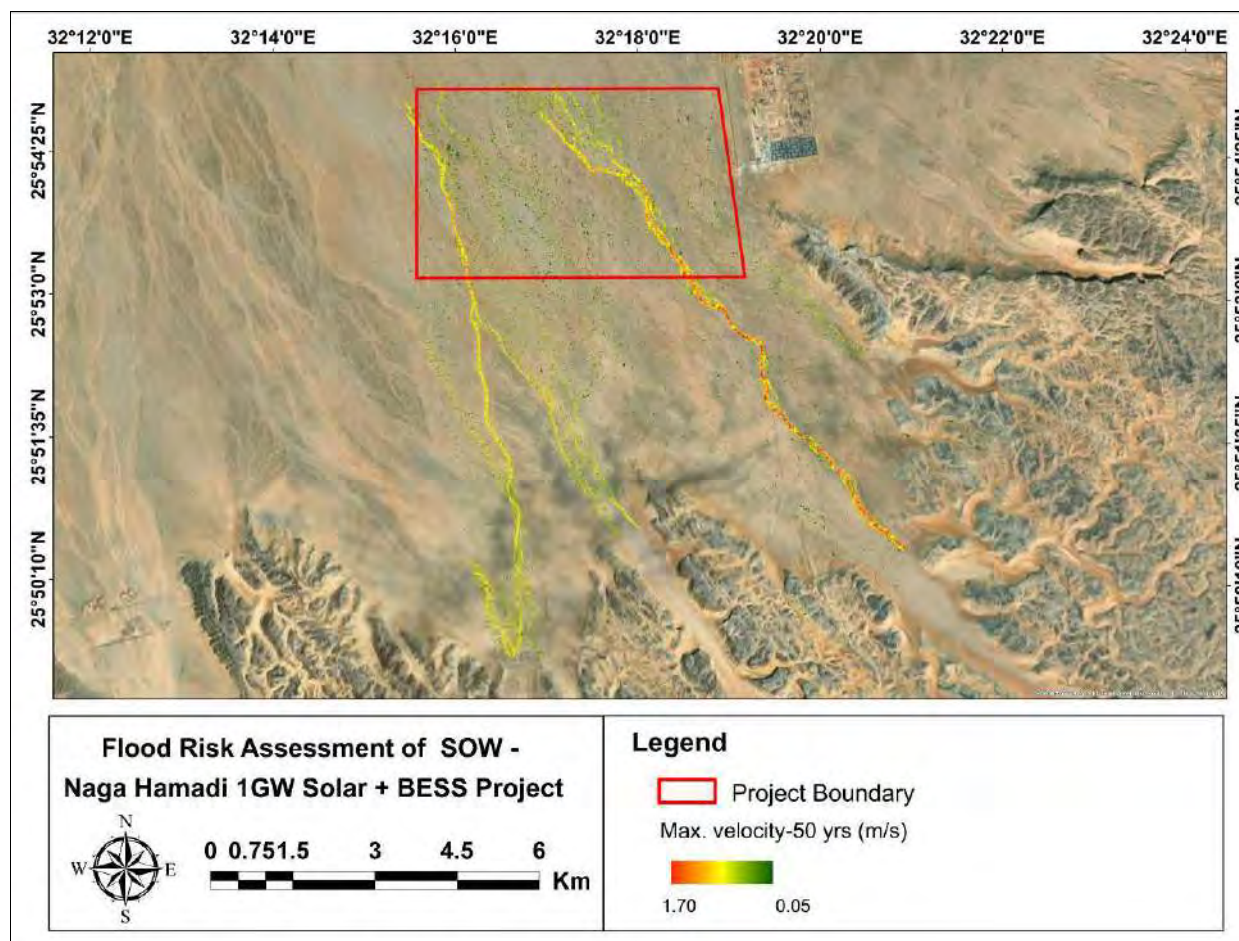 32°12'0"E 32°14'0"E 32°16'0"E 32°18'0"E 32°20'0"E 32°22'0"E 32°24'0"E
25°54'25"N
25°53'0"N
25°51'35"N
25°50'10"N
Flood Risk Assessment of SOW -
Naga Hamadi 1GW Solar + BESS Project
N
W E
S
0 0.751.5 3 4.5 6
Km
Legend
Project Boundary
Max. velocity-50 yrs (m/s)
1.70 0.05